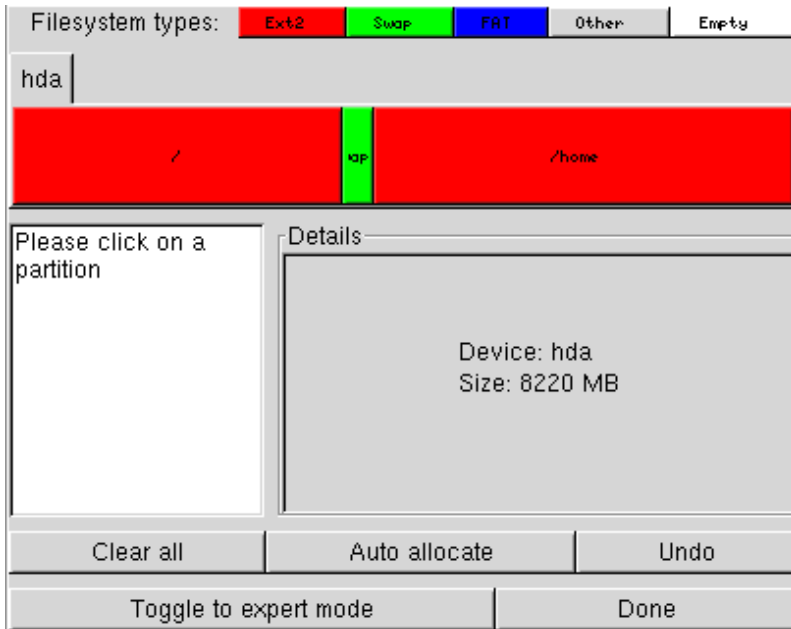 Filesystem types: Ext2 Swap FAT Other Empty
hda
/ /home
Please click on a
partition
Details
Device: hda
Size: 8220 MB
Clear all Auto allocate Undo
Toggle to expert mode Done